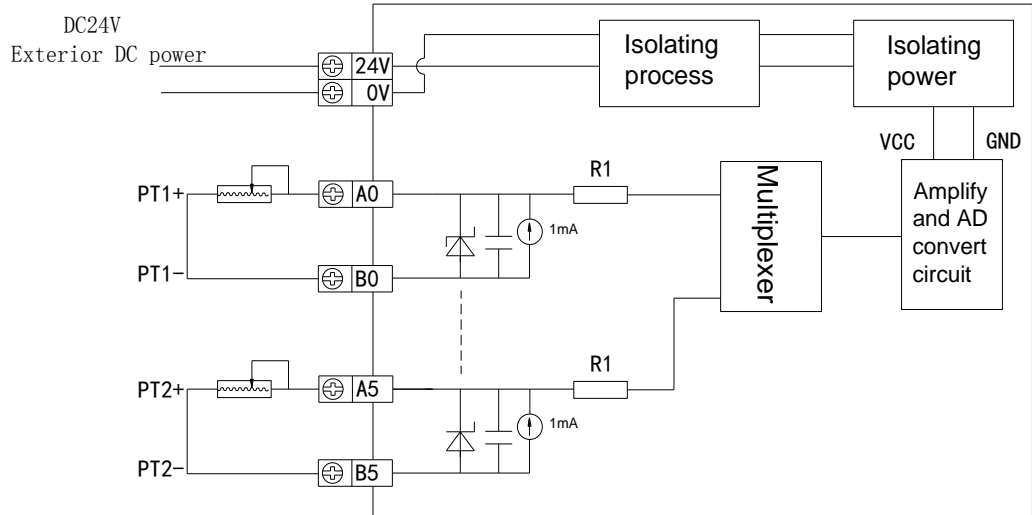 DC24V
Exterior DC power
24V
0V
Isolating
process
Isolating
power
VCC
GND
PT1+
A0
R1
1mA
Multiplexer
Amplify
and AD
convert
circuit
PT1-
B0
PT2+
A5
R1
1mA
PT2-
B5